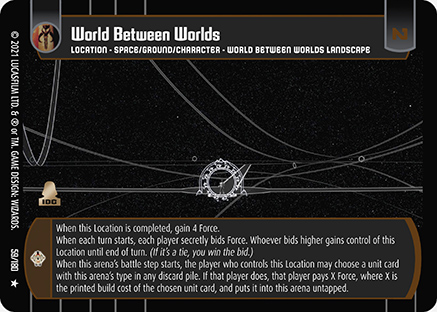 World Between Worlds
LOCATION - SPACE/GROUND/CHARACTER - WORLD BETWEEN WORLDS LANDSCAPE
N
IDC
When this Location is completed, gain 4 Force.
When each turn starts, each player secretly bids Force. Whoever bids higher gains control of this
Location until end of turn. (If it's a tie, you win the bid.)
When this arena's battle step starts, the player who controls this Location may choose a unit card
with this arena's type in any discard pile. If that player does, that player pays X Force, where X is
the printed build cost of the chosen unit card, and puts it into this arena untapped.
© 2021 LUCASFILM LTD. & ® or TM. GAME DESIGN: WIZARDS.
59/180 ★